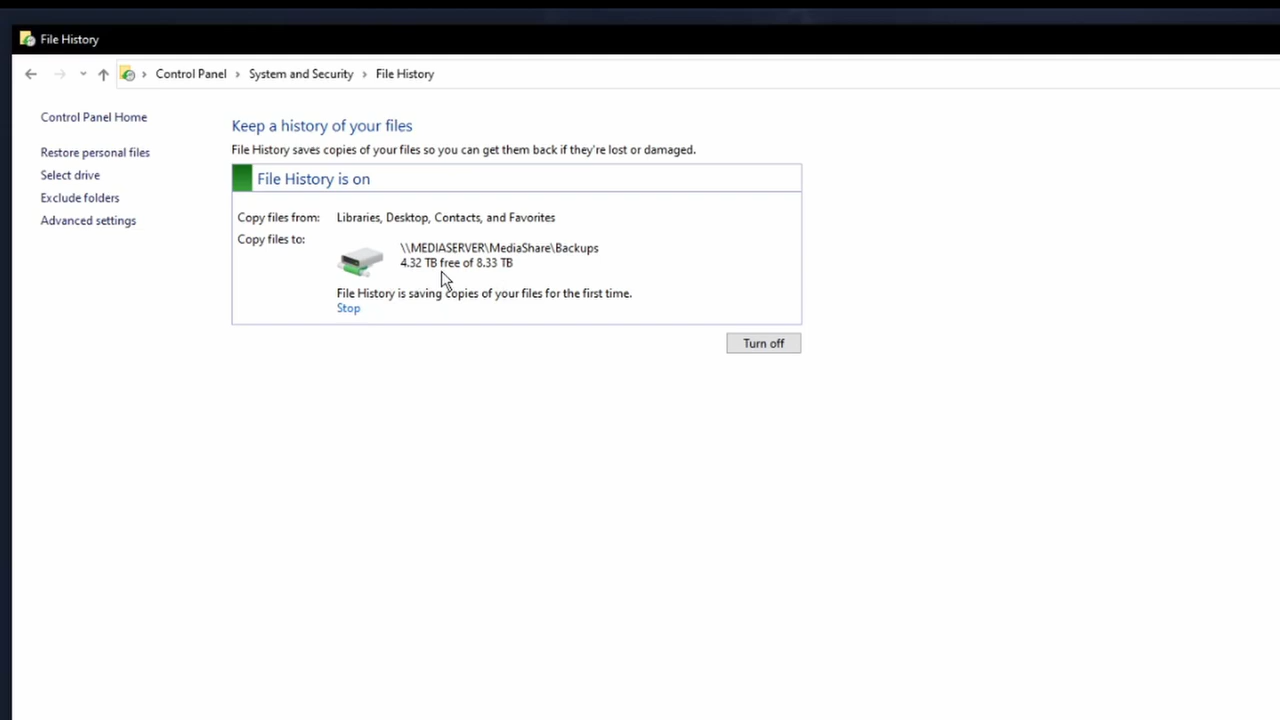 File History
Control Panel > System and Security > File History
Control Panel Home
Restore personal files
Select drive
Exclude folders
Advanced settings
Keep a history of your files
File History saves copies of your files so you can get them back if they're lost or damaged.
File History is on
Copy files from: Libraries, Desktop, Contacts, and Favorites
Copy files to: \\MEDIASERVER\MediaShare\Backups
4.32 TB free of 8.33 TB
File History is saving copies of your files for the first time.
Stop
Turn off